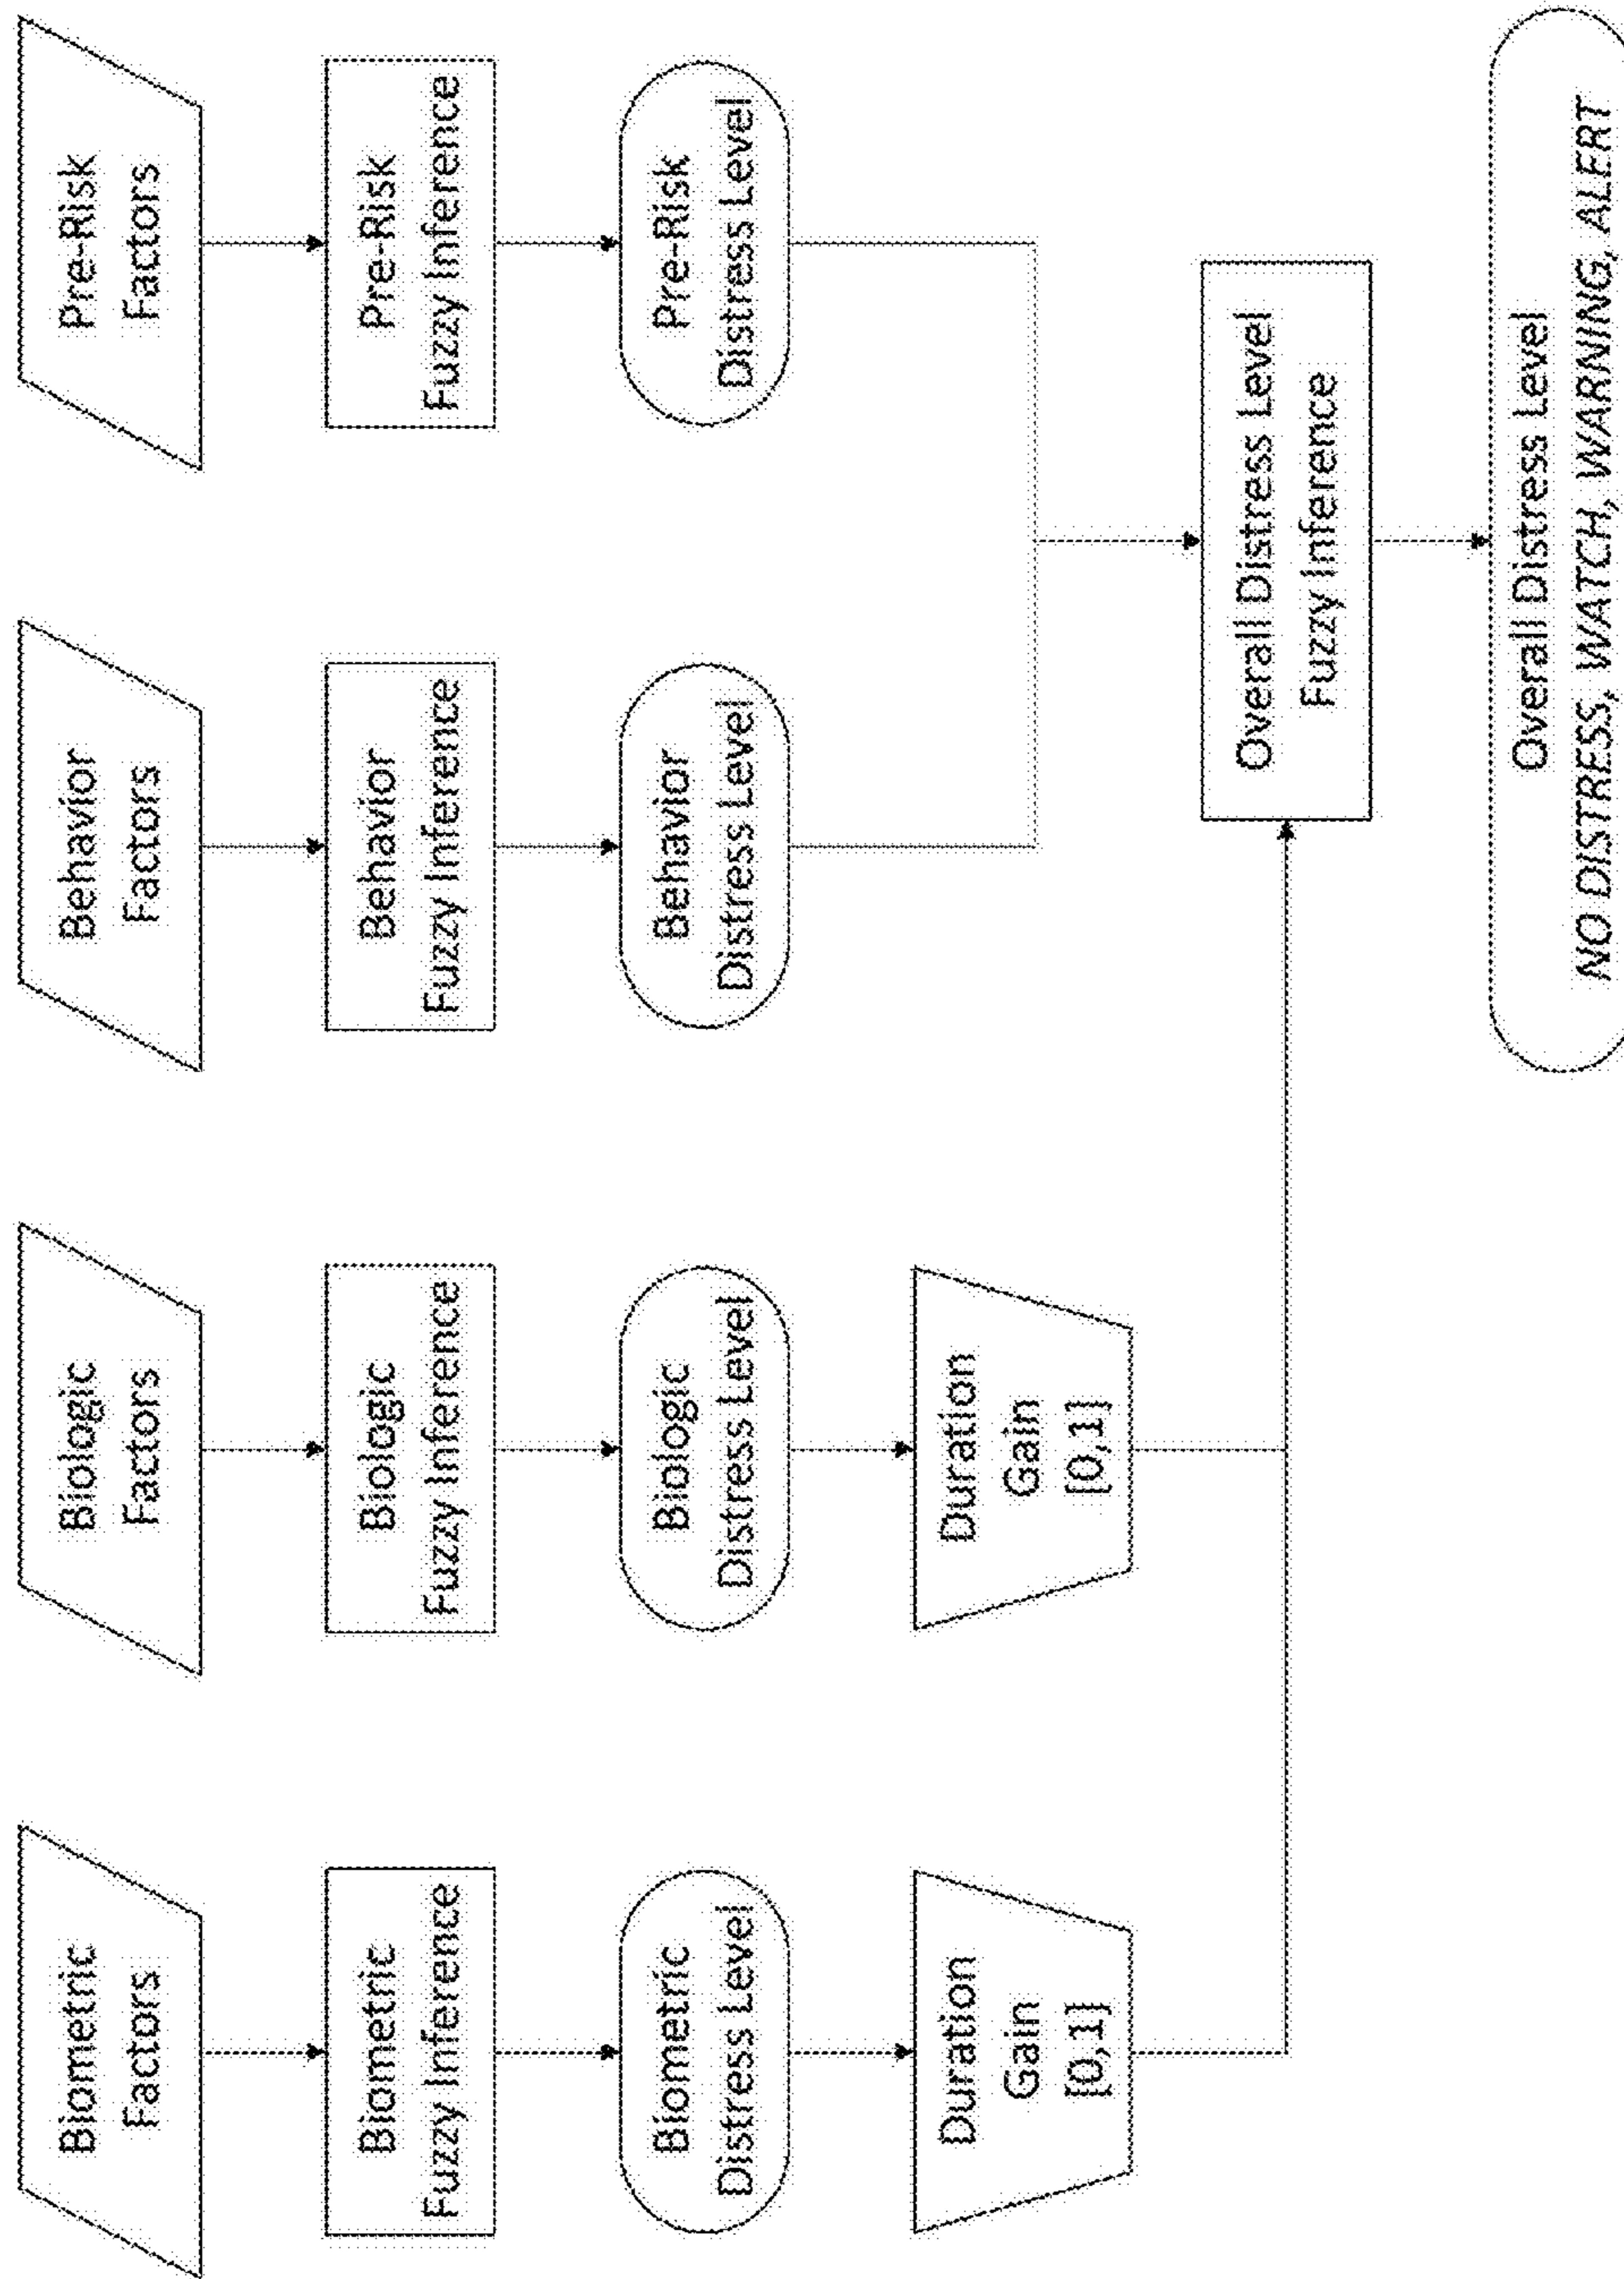 Biometric
Factors
Biologic
Factors
Behavior
Factors
Pre-Risk
Factors
Biometric
Fuzzy Inference
Biologic
Fuzzy Inference
Behavior
Fuzzy Inference
Pre-Risk
Fuzzy Inference
Biometric
Distress Level
Biologic
Distress Level
Behavior
Distress Level
Pre-Risk
Distress Level
Duration
Gain
[0,1]
Duration
Gain
[0,1]
Overall Distress Level
Fuzzy Inference
Overall Distress Level
NO DISTRESS, WATCH, WARNING, ALERT